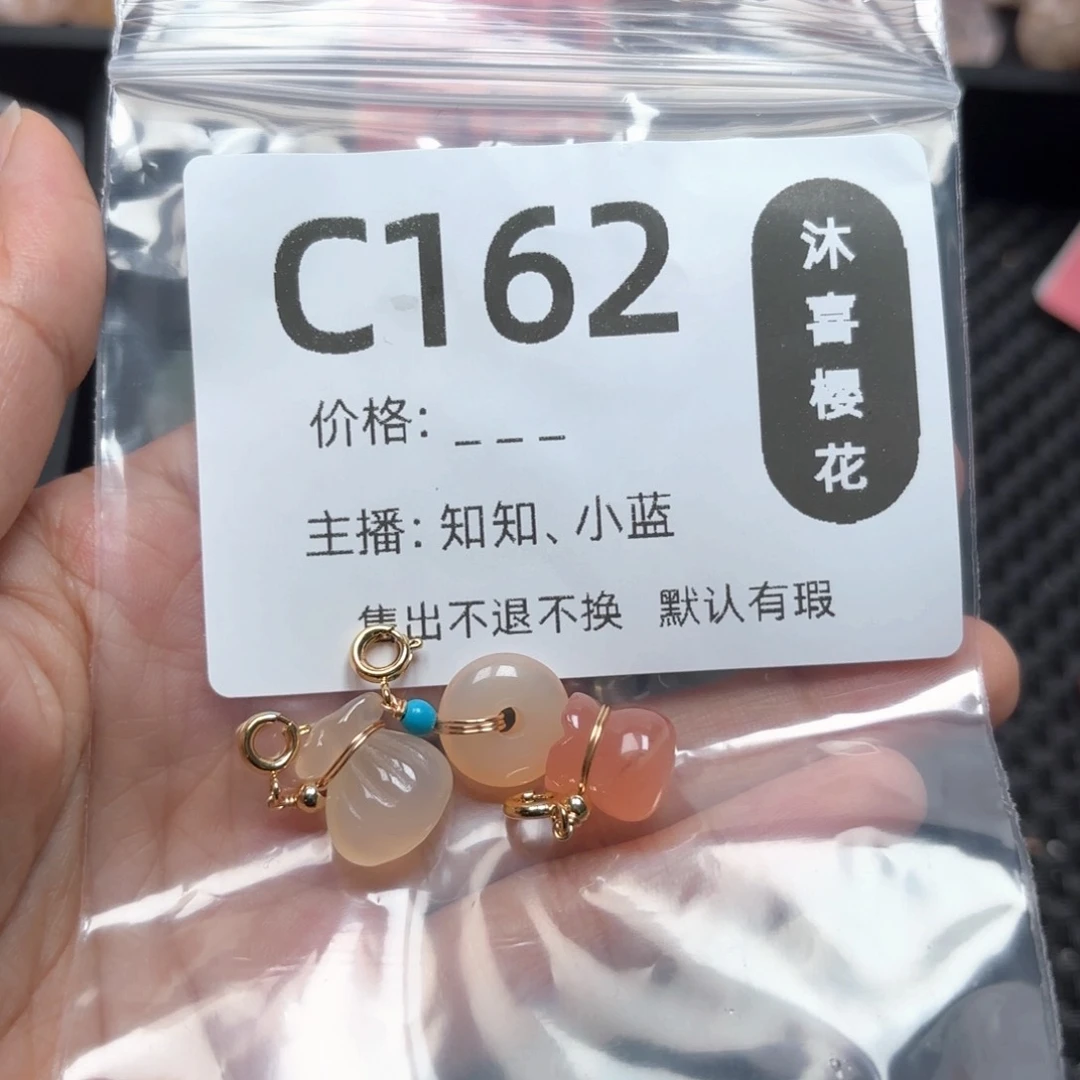 C162
沐喜樱花
价格: _ _ _
主播: 知知、小蓝
售出不退不换 默认有瑕